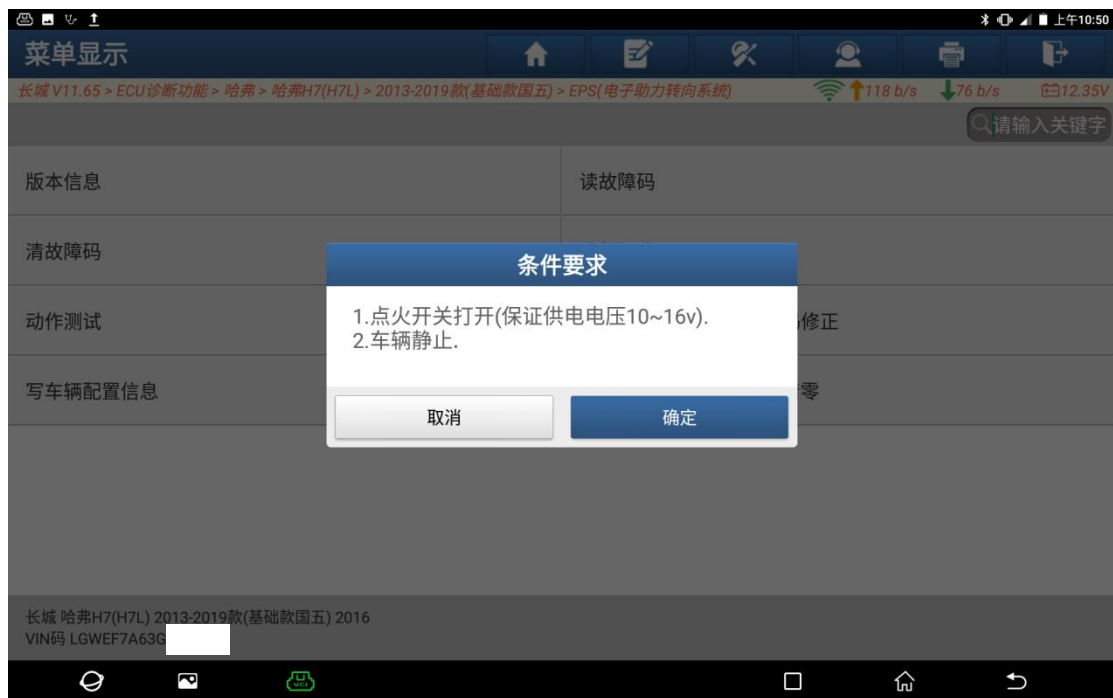 上午10:50
菜单显示
长城 V11.65 > ECU诊断功能 > 哈弗 > 哈弗H7(H7L) > 2013-2019款(基础款国五) > EPS(电子助力转向系统)
118 b/s
76 b/s
12.35V
请输入关键字
版本信息
读故障码
清故障码
条件要求
1.点火开关打开(保证供电电压10~16v).
2.车辆静止.
动作测试
修正
写车辆配置信息
零
取消
确定
长城 哈弗H7(H7L) 2013-2019款(基础款国五) 2016
VIN码 LGWEF7A63G
VCI